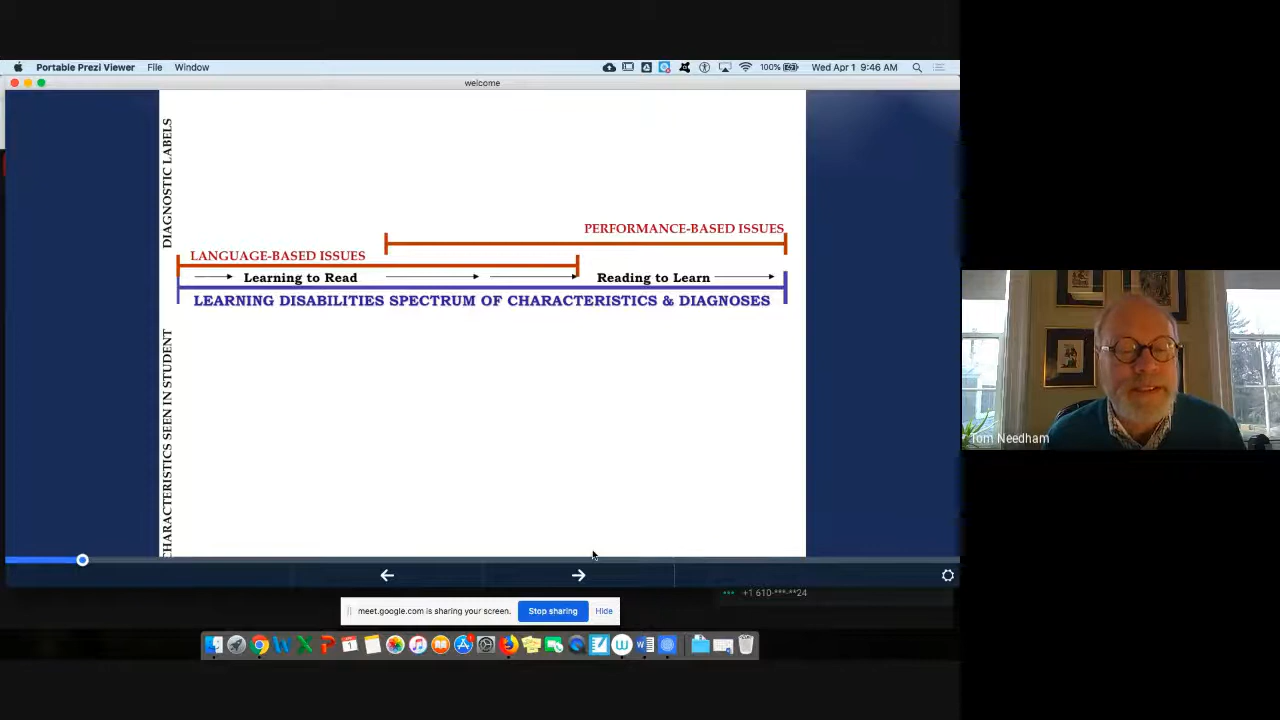 Portable Prezi Viewer File Window 100% Wed Apr 1 9:46 AM
welcome
DIAGNOSTIC LABELS
PERFORMANCE-BASED ISSUES
LANGUAGE-BASED ISSUES
Learning to Read Reading to Learn
LEARNING DISABILITIES SPECTRUM OF CHARACTERISTICS & DIAGNOSES
CHARACTERISTICS SEEN IN STUDENT
Tom Needham
+1 610-***-**24
meet.google.com is sharing your screen. Stop sharing Hide